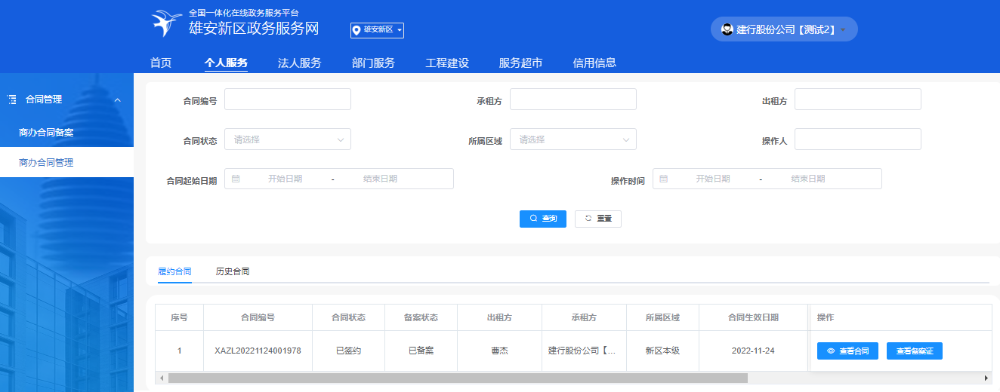 全国一体化在线政务服务平台
雄安新区政务服务网
雄安新区
建行股份公司【测试2】
首页 个人服务 法人服务 部门服务 工程建设 服务超市 信用信息
合同管理
商办合同备案
商办合同管理
合同编号 承租方 出租方
合同状态 请选择 所属区域 请选择 操作人
合同起始日期 开始日期 - 结束日期 操作时间 开始日期 - 结束日期
查询 重置
履约合同 历史合同
序号 合同编号 合同状态 备案状态 出租方 承租方 所属区域 合同生效日期 操作
1 XAZL20221124001978 已签约 已备案 曹杰 建行股份公司【... 新区本级 2022-11-24 查看合同 查看备案证